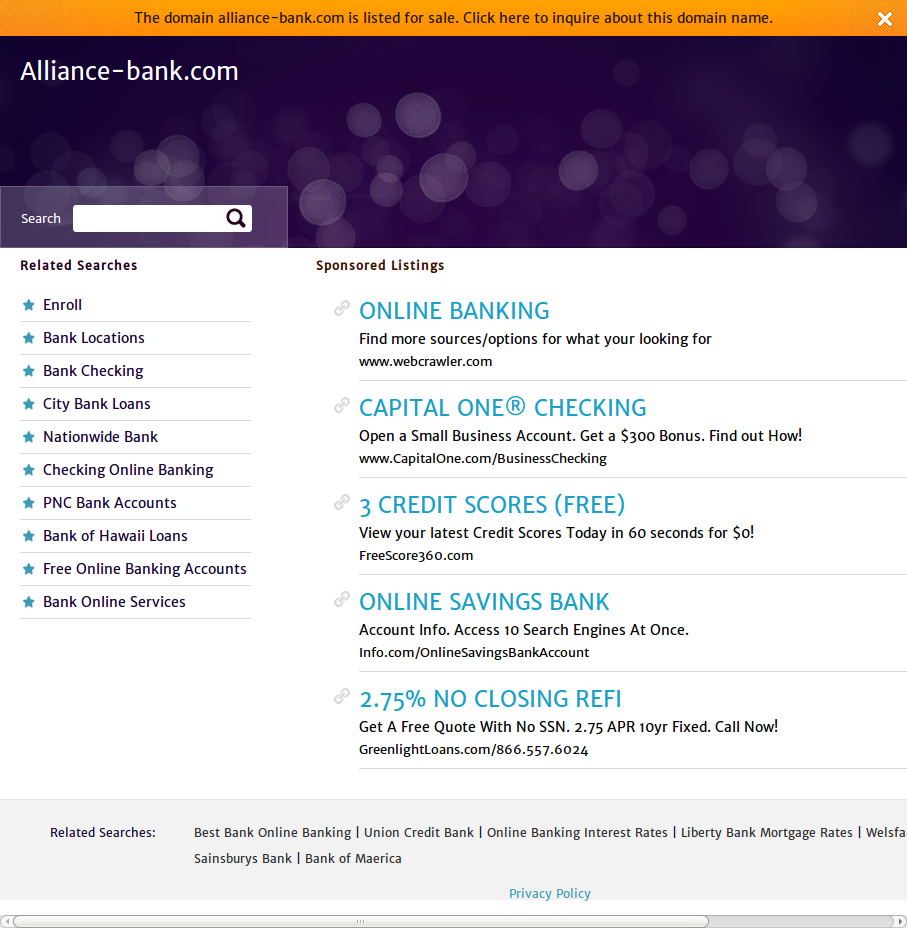 The domain alliance-bank.com is listed for sale. Click here to inquire about this domain name.
Alliance-bank.com
Search
Related Searches
Enroll
Bank Locations
Bank Checking
City Bank Loans
Nationwide Bank
Checking Online Banking
PNC Bank Accounts
Bank of Hawaii Loans
Free Online Banking Accounts
Bank Online Services
Sponsored Listings
ONLINE BANKING
Find more sources/options for what your looking for
www.webcrawler.com
CAPITAL ONE® CHECKING
Open a Small Business Account. Get a $300 Bonus. Find out How!
www.CapitalOne.com/BusinessChecking
3 CREDIT SCORES (FREE)
View your latest Credit Scores Today in 60 seconds for $0!
FreeScore360.com
ONLINE SAVINGS BANK
Account Info. Access 10 Search Engines At Once.
Info.com/OnlineSavingsBankAccount
2.75% NO CLOSING REFI
Get A Free Quote With No SSN. 2.75 APR 10yr Fixed. Call Now!
GreenlightLoans.com/866.557.6024
Related Searches: Best Bank Online Banking | Union Credit Bank | Online Banking Interest Rates | Liberty Bank Mortgage Rates | Welsfa
Sainsburys Bank | Bank of Maerica
Privacy Policy